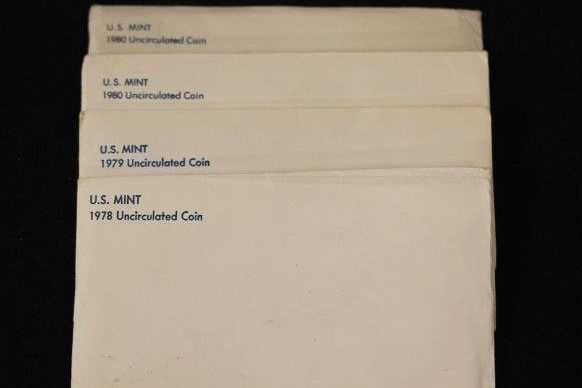 U.S. MINT
1980 Uncirculated Coin
U.S. MINT
1980 Uncirculated Coin
U.S. MINT
1979 Uncirculated Coin
U.S. MINT
1978 Uncirculated Coin